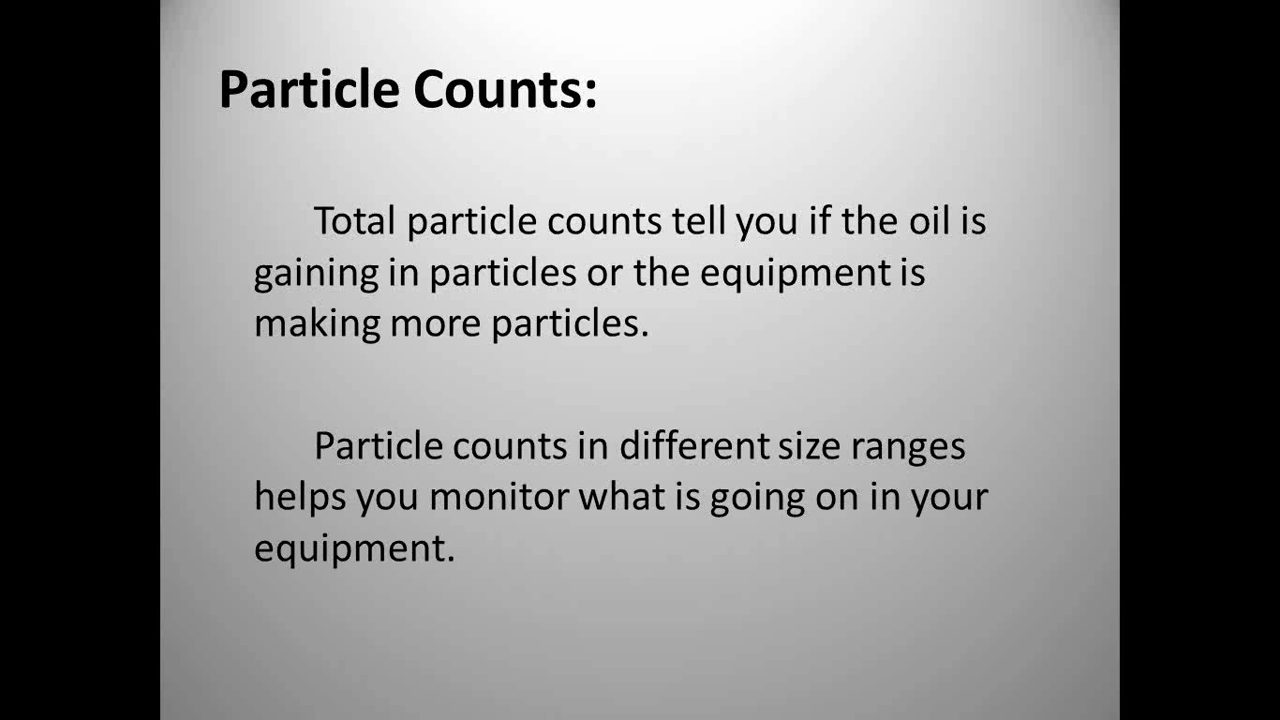 Particle Counts:
Total particle counts tell you if the oil is
gaining in particles or the equipment is
making more particles.
Particle counts in different size ranges
helps you monitor what is going on in your
equipment.